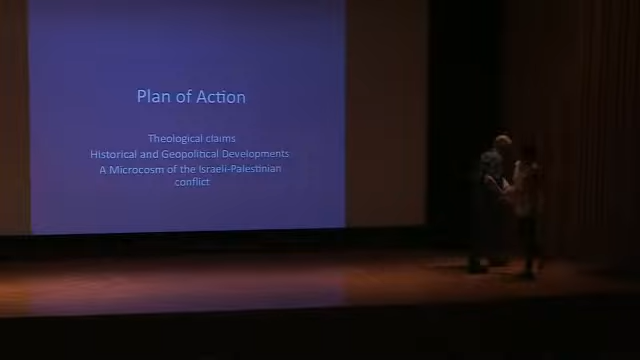 Plan of Action
Theological claims
Historical and Geopolitical Developments
A Microcosm of the Israeli-Palestinian
conflict